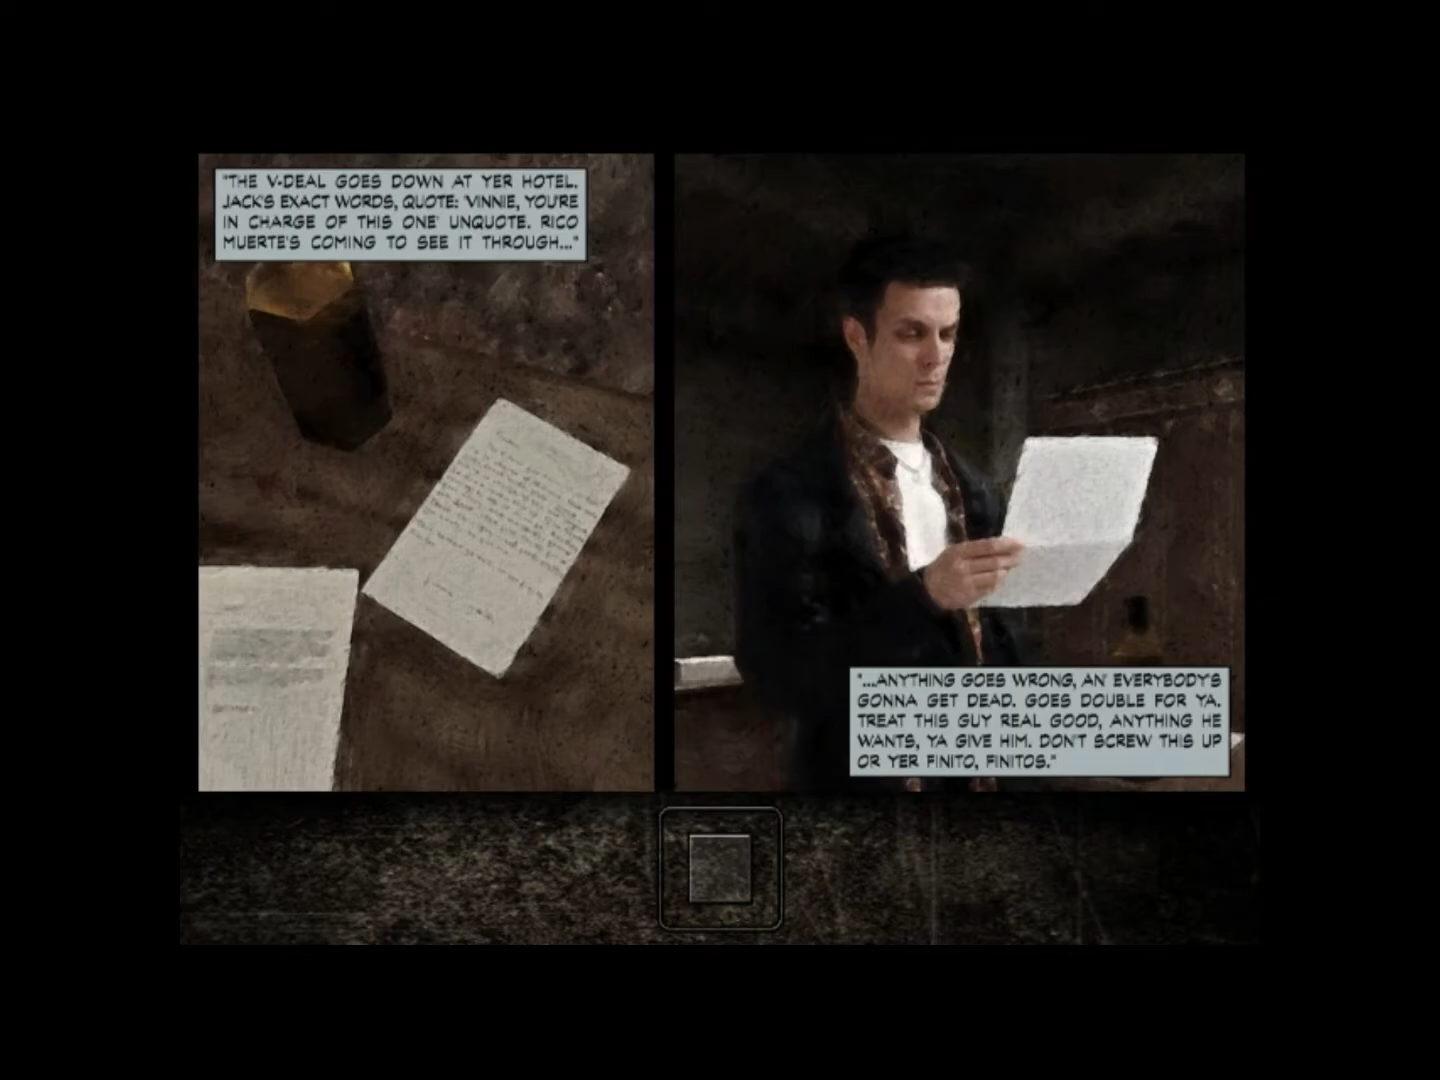 "THE V-DEAL GOES DOWN AT YER HOTEL.
JACK'S EXACT WORDS, QUOTE: 'VINNIE, YOU'RE
IN CHARGE OF THIS ONE' UNQUOTE. RICO
MUERTE'S COMING TO SEE IT THROUGH..."
"...ANYTHING GOES WRONG, AN' EVERYBODY'S
GONNA GET DEAD. GOES DOUBLE FOR YA.
TREAT THIS GUY REAL GOOD, ANYTHING HE
WANTS, YA GIVE HIM. DON'T SCREW THIS UP
OR YER FINITO, FINITOS."